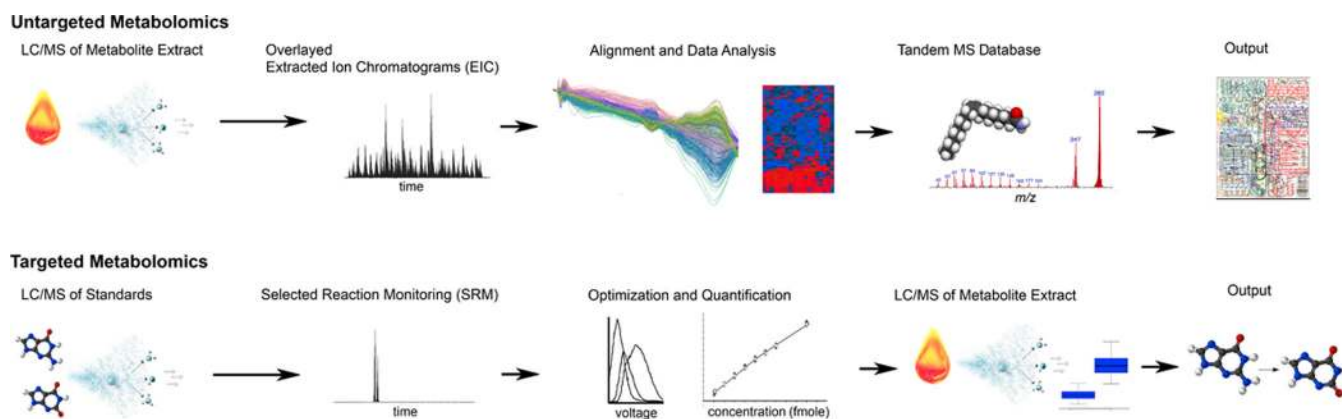 Untargeted Metabolomics
LC/MS of Metabolite Extract
Overlayed
Extracted Ion Chromatograms (EIC)
time
Alignment and Data Analysis
Tandem MS Database
247
m/z
Output
Targeted Metabolomics
LC/MS of Standards
Selected Reaction Monitoring (SRM)
time
Optimization and Quantification
voltage
concentration (fmole)
LC/MS of Metabolite Extract
Output